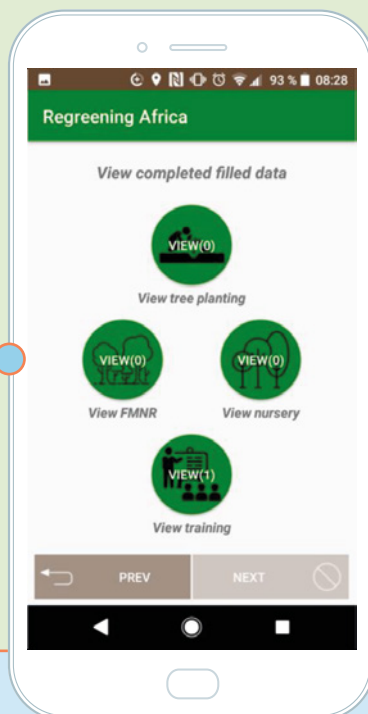 93 % 08:28
Regreening Africa
View completed filled data
VIEW(0)
View tree planting
VIEW(0) VIEW(0)
View FMNR View nursery
VIEW(1)
View training
PREV NEXT